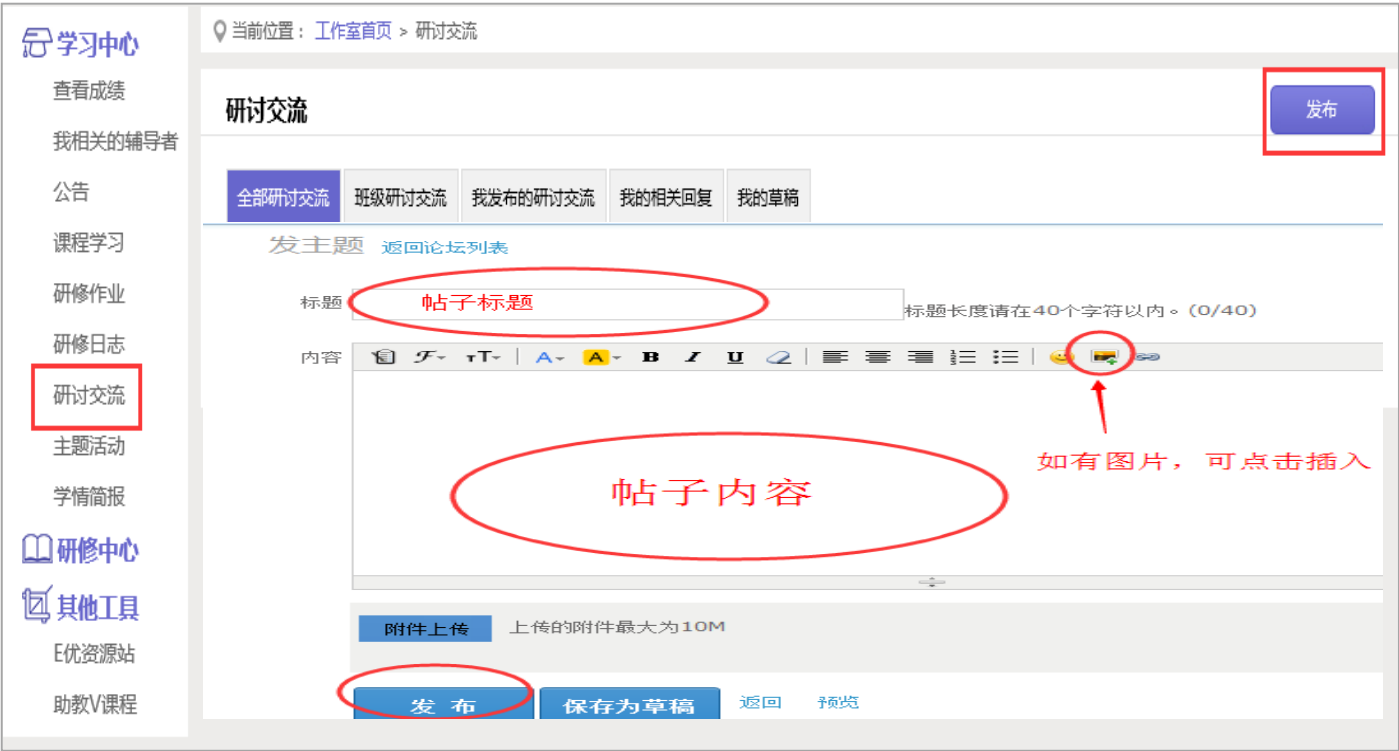 学习中心
查看成绩
我相关的辅导者
公告
课程学习
研修作业
研修日志
研讨交流
主题活动
学情简报
研修中心
其他工具
E优资源站
助教V课程
当前位置： 工作室首页 > 研讨交流
研讨交流
发布
全部研讨交流 班级研讨交流 我发布的研讨交流 我的相关回复 我的草稿
发主题 返回论坛列表
标题 帖子标题 标题长度请在40个字符以内。(0/40)
内容
如有图片，可点击插入
帖子内容
附件上传 上传的附件最大为10M
发 布 保存为草稿 返回 预览